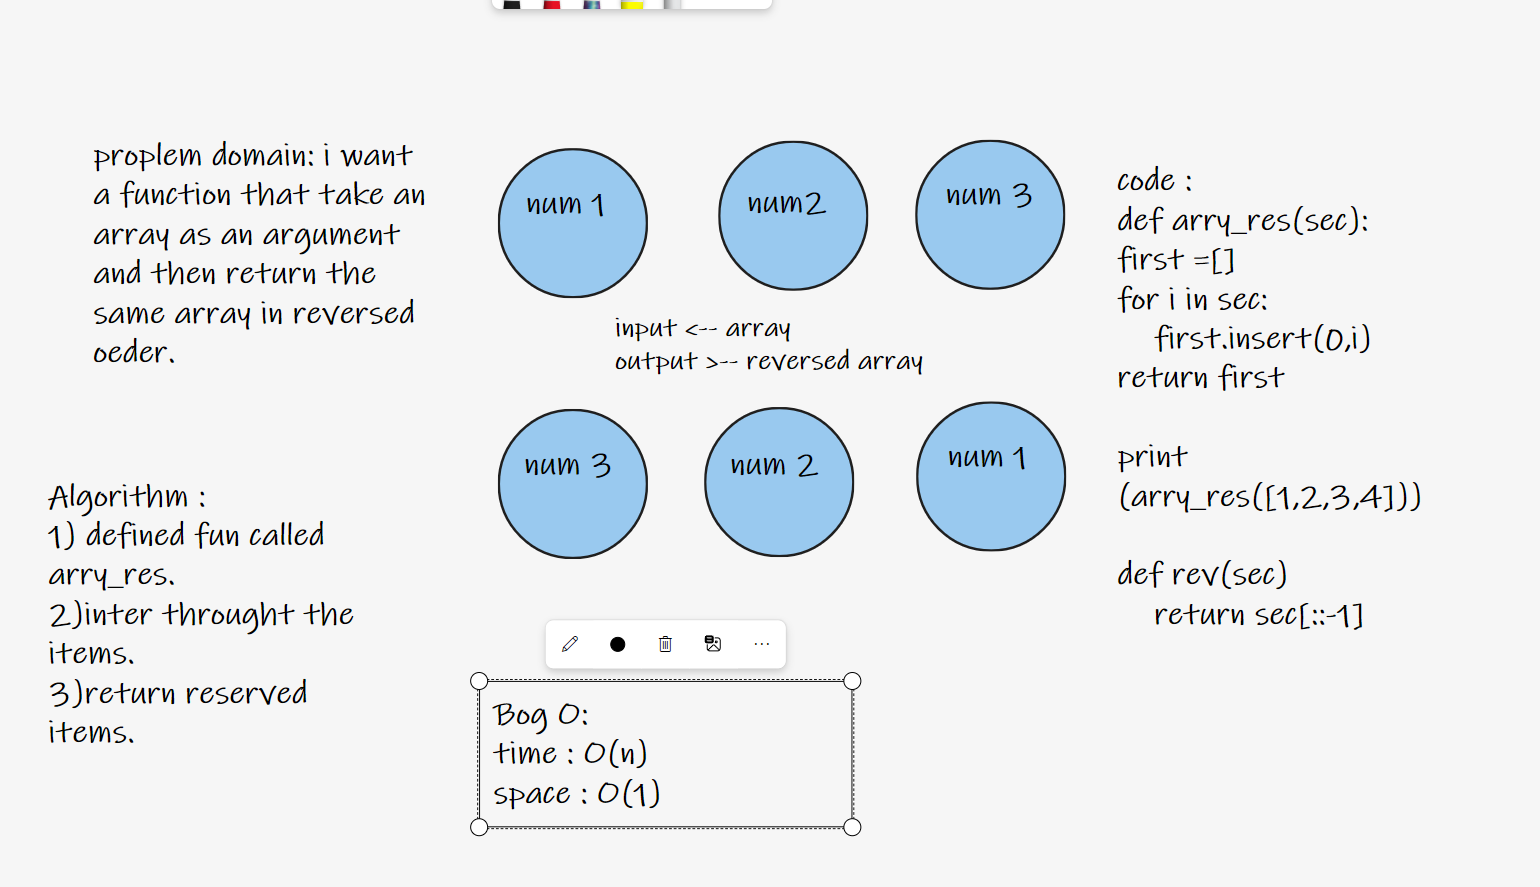 proplem domain: i want
a function that take an
array as an argument
and then return the
same array in reversed
oeder.
Algorithm :
1) defined fun called
arry_res.
2)inter throught the
items.
3)return reserved
items.
num 1
num2
num 3
input <-- array
output >-- reversed array
num 3
num 2
num 1
Bog O:
time : O(n)
space : O(1)
code :
def arry_res(sec):
first =[]
for i in sec:
first.insert(0,i)
return first
print
(arry_res([1,2,3,4]))
def rev(sec)
return sec[::-1]